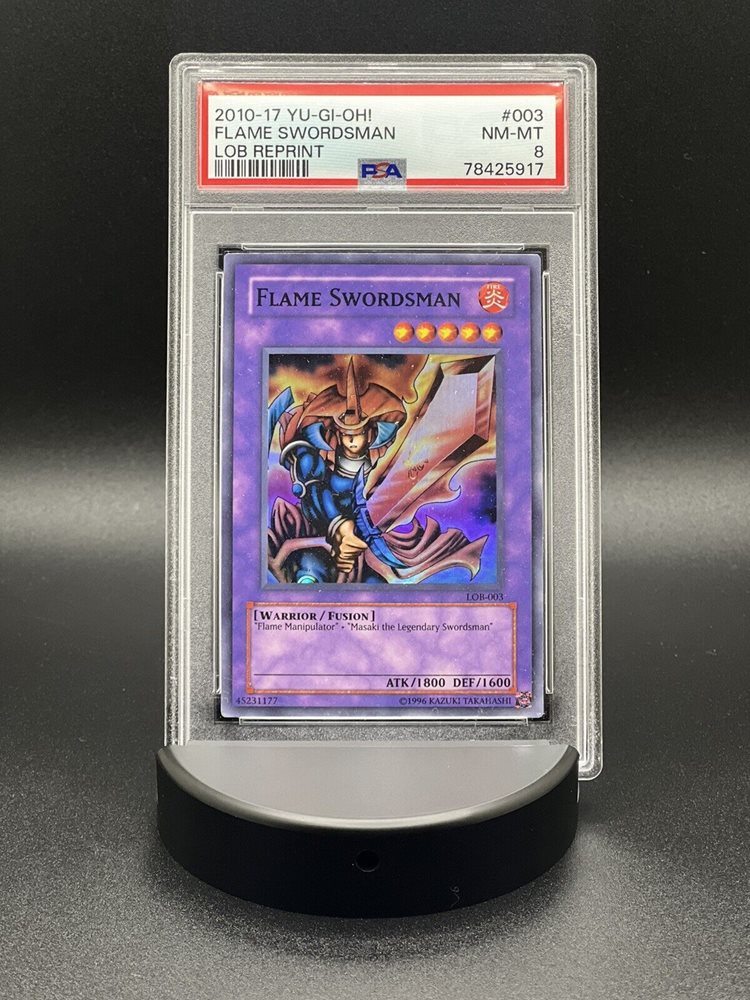 2010-17 YU-GI-OH! #003
FLAME SWORDSMAN NM-MT
LOB REPRINT 8
PSA 78425917
FLAME SWORDSMAN
FIRE
炎
LOB-003
[WARRIOR/FUSION]
"Flame Manipulator" + "Masaki the Legendary Swordsman"
ATK/1800 DEF/1600
45231177 ©1996 KAZUKI TAKAHASHI